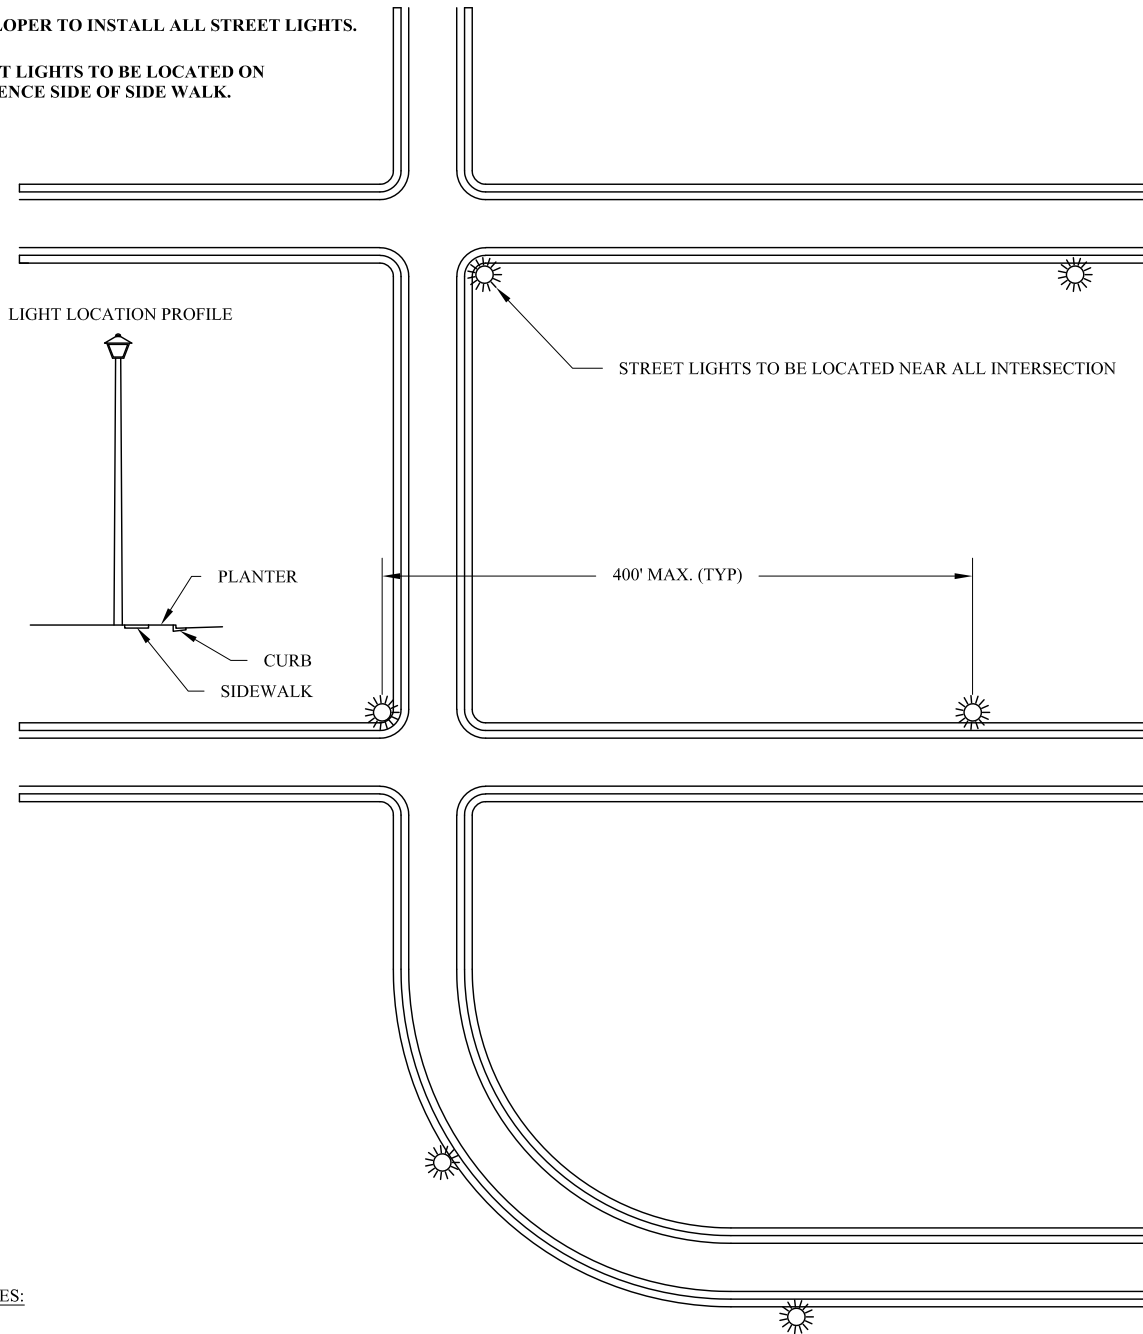 LOPER TO INSTALL ALL STREET LIGHTS.
T LIGHTS TO BE LOCATED ON
ENCE SIDE OF SIDE WALK.
LIGHT LOCATION PROFILE
STREET LIGHTS TO BE LOCATED NEAR ALL INTERSECTION
400' MAX. (TYP)
PLANTER
CURB
SIDEWALK
ES: